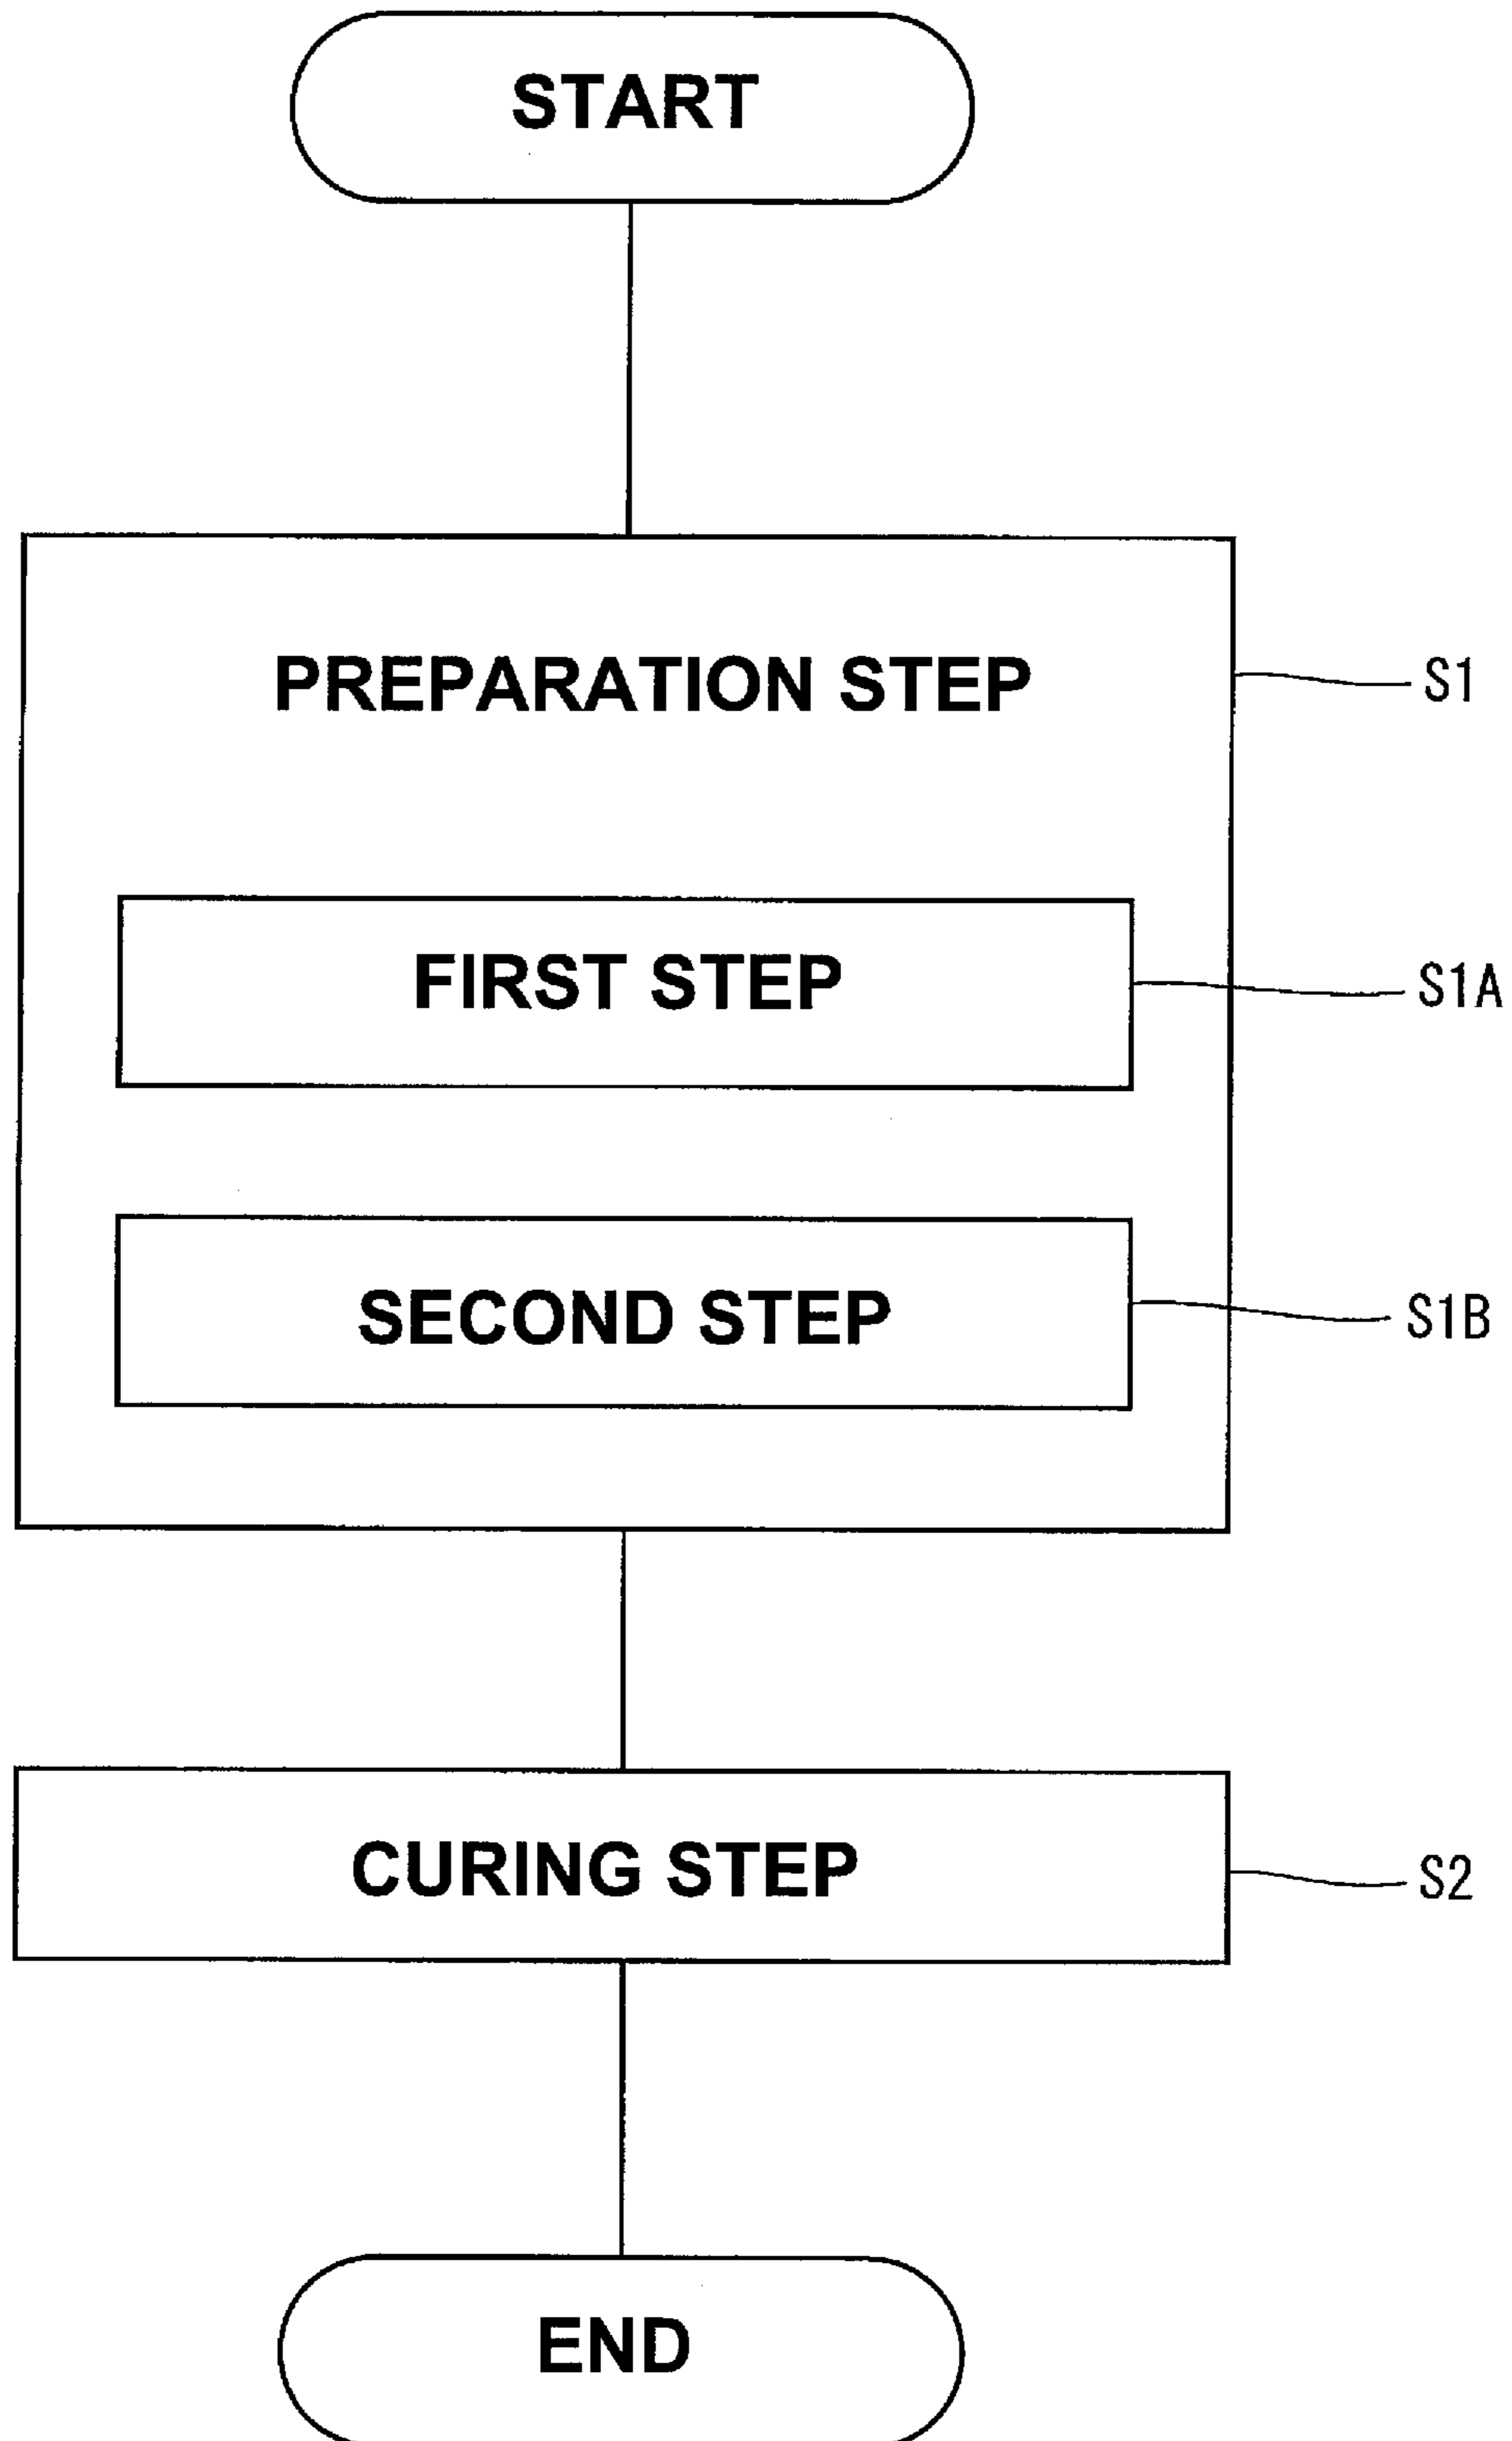 START
PREPARATION STEP
S1
FIRST STEP
S1A
SECOND STEP
S1B
CURING STEP
S2
END